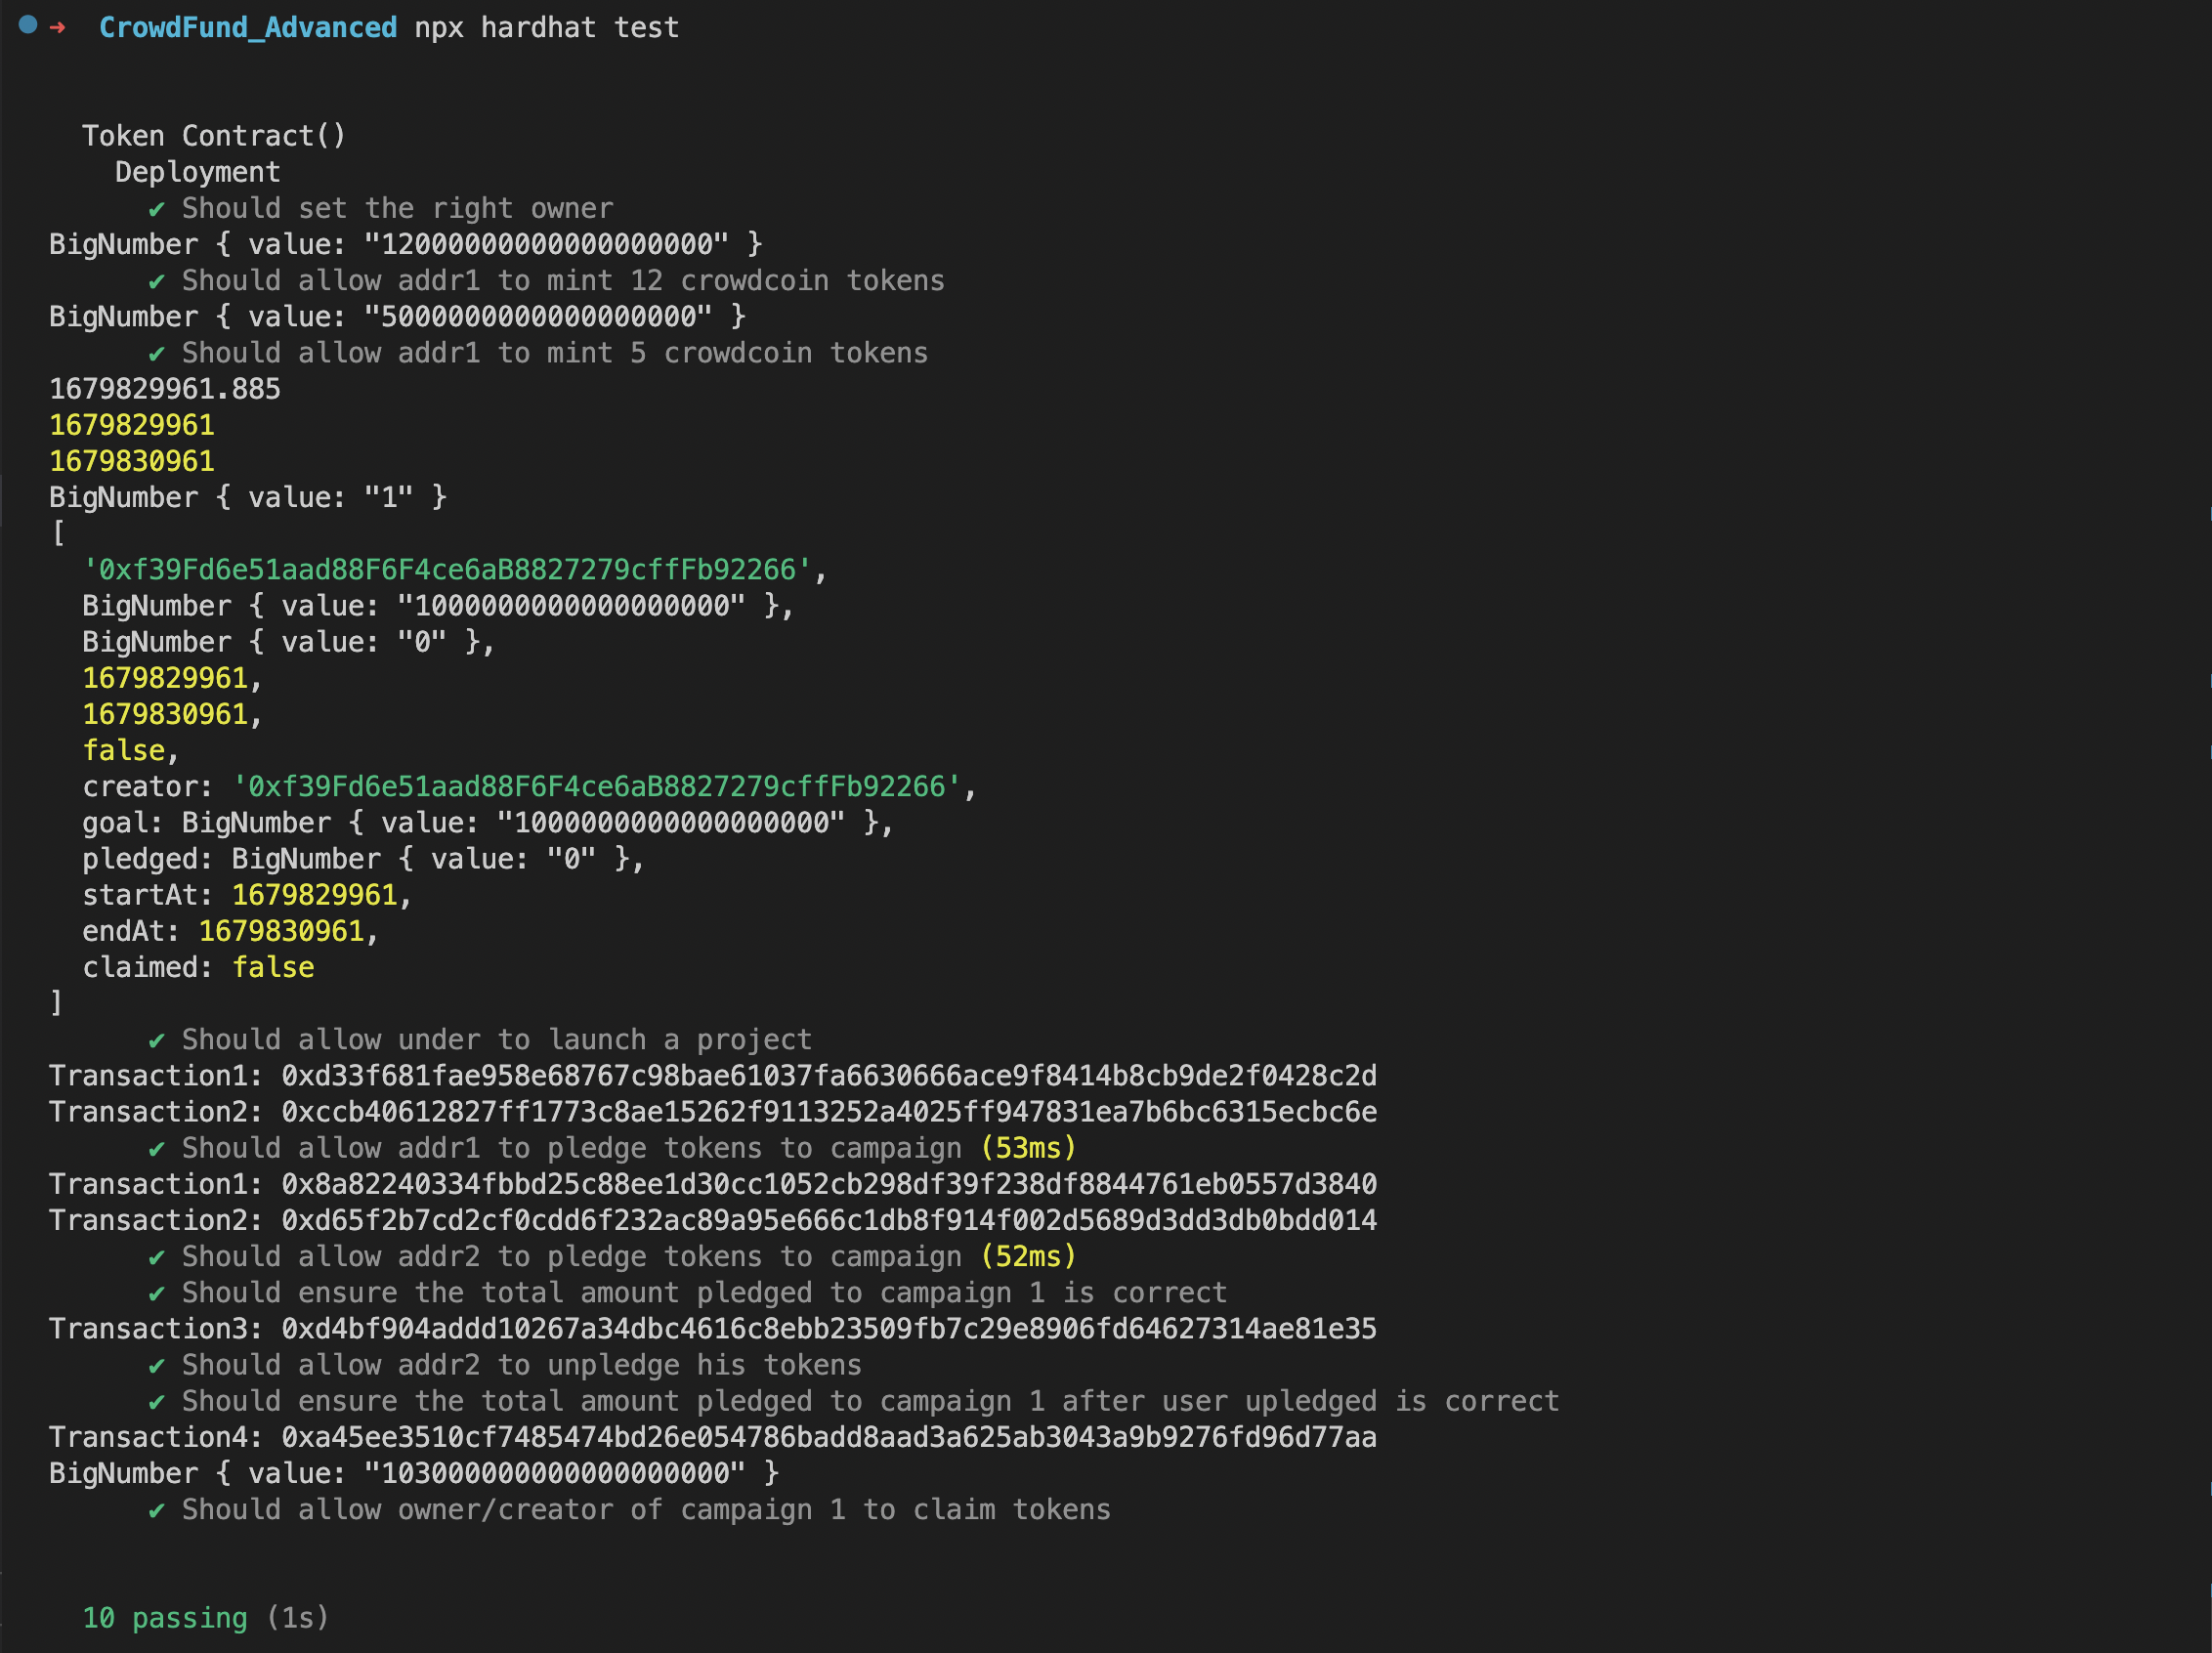 → CrowdFund_Advanced npx hardhat test
Token Contract()
Deployment
✔ Should set the right owner
BigNumber { value: "12000000000000000000" }
✔ Should allow addr1 to mint 12 crowdcoin tokens
BigNumber { value: "5000000000000000000" }
✔ Should allow addr1 to mint 5 crowdcoin tokens
1679829961.885
1679829961
1679830961
BigNumber { value: "1" }
[
'0xf39Fd6e51aad88F6F4ce6aB8827279cffFb92266',
BigNumber { value: "1000000000000000000" },
BigNumber { value: "0" },
1679829961,
1679830961,
false,
creator: '0xf39Fd6e51aad88F6F4ce6aB8827279cffFb92266',
goal: BigNumber { value: "1000000000000000000" },
pledged: BigNumber { value: "0" },
startAt: 1679829961,
endAt: 1679830961,
claimed: false
]
✔ Should allow under to launch a project
Transaction1: 0xd33f681fae958e68767c98bae61037fa6630666ace9f8414b8cb9de2f0428c2d
Transaction2: 0xccb40612827ff1773c8ae15262f9113252a4025ff947831ea7b6bc6315ecbc6e
✔ Should allow addr1 to pledge tokens to campaign (53ms)
Transaction1: 0x8a82240334fbbd25c88ee1d30cc1052cb298df39f238df8844761eb0557d3840
Transaction2: 0xd65f2b7cd2cf0cdd6f232ac89a95e666c1db8f914f002d5689d3dd3db0bdd014
✔ Should allow addr2 to pledge tokens to campaign (52ms)
✔ Should ensure the total amount pledged to campaign 1 is correct
Transaction3: 0xd4bf904addd10267a34dbc4616c8ebb23509fb7c29e8906fd64627314ae81e35
✔ Should allow addr2 to unpledge his tokens
✔ Should ensure the total amount pledged to campaign 1 after user upledged is correct
Transaction4: 0xa45ee3510cf7485474bd26e054786badd8aad3a625ab3043a9b9276fd96d77aa
BigNumber { value: "103000000000000000000" }
✔ Should allow owner/creator of campaign 1 to claim tokens
10 passing (1s)